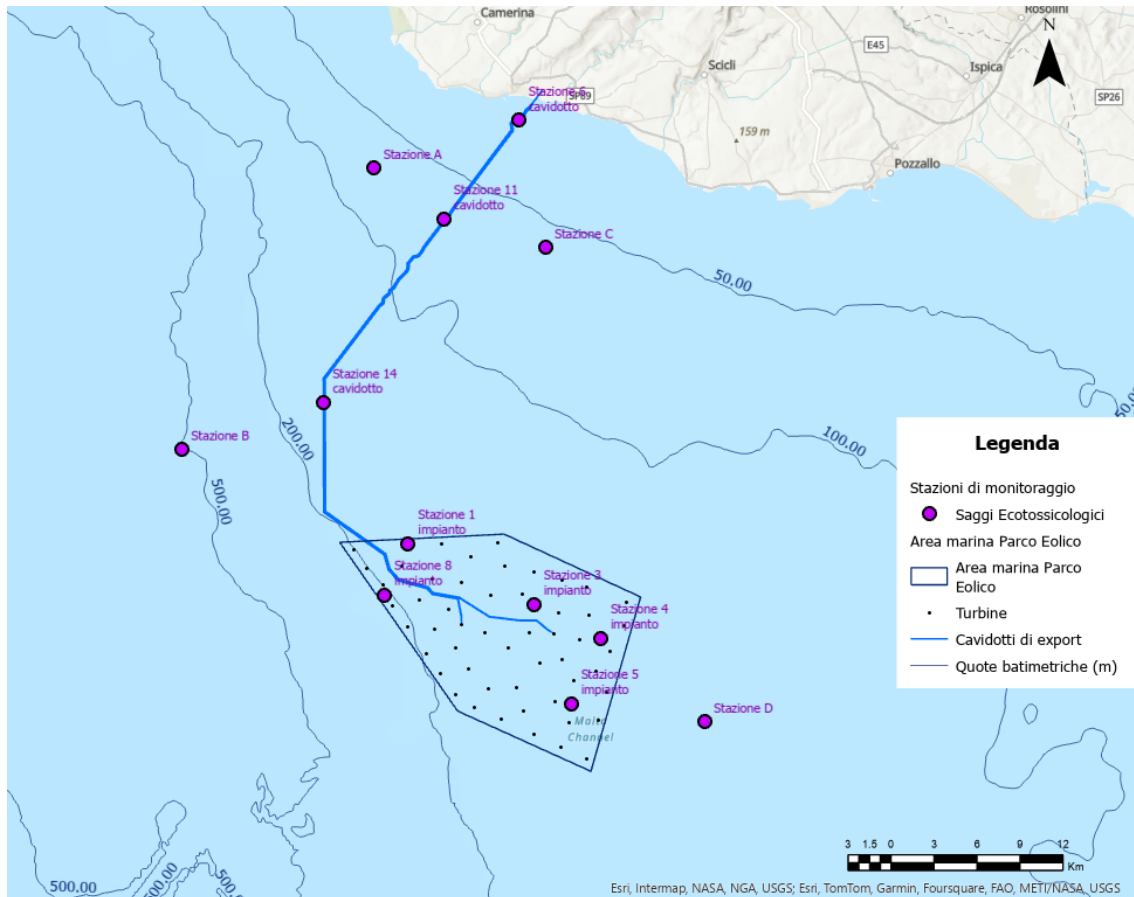 Camerina
Rosolini
N
E45
Scicli
Ispica
Stazione 6
cavidotto
SP89
SP26
159 m
Stazione A
Pozzallo
Stazione 11
cavidotto
Stazione C
50.00
Stazione 14
cavidotto
50.00
200.00
Stazione B
100.00
500.00
Legenda
Stazioni di monitoraggio
Saggi Ecotossicologici
Area marina Parco Eolico
Area marina Parco
Eolico
Turbine
Cavidotti di export
Quote batimetriche (m)
Stazione 1
impianto
Stazione 8
impianto
Stazione 3
impianto
Stazione 4
impianto
Stazione 5
impianto
Stazione D
Malta
Channel
3 1.5 0 3 6 9 12
Km
500.00
500.00
500.00
Esri, Intermap, NASA, NGA, USGS; Esri, TomTom, Garmin, Foursquare, FAO, METI/NASA, USGS